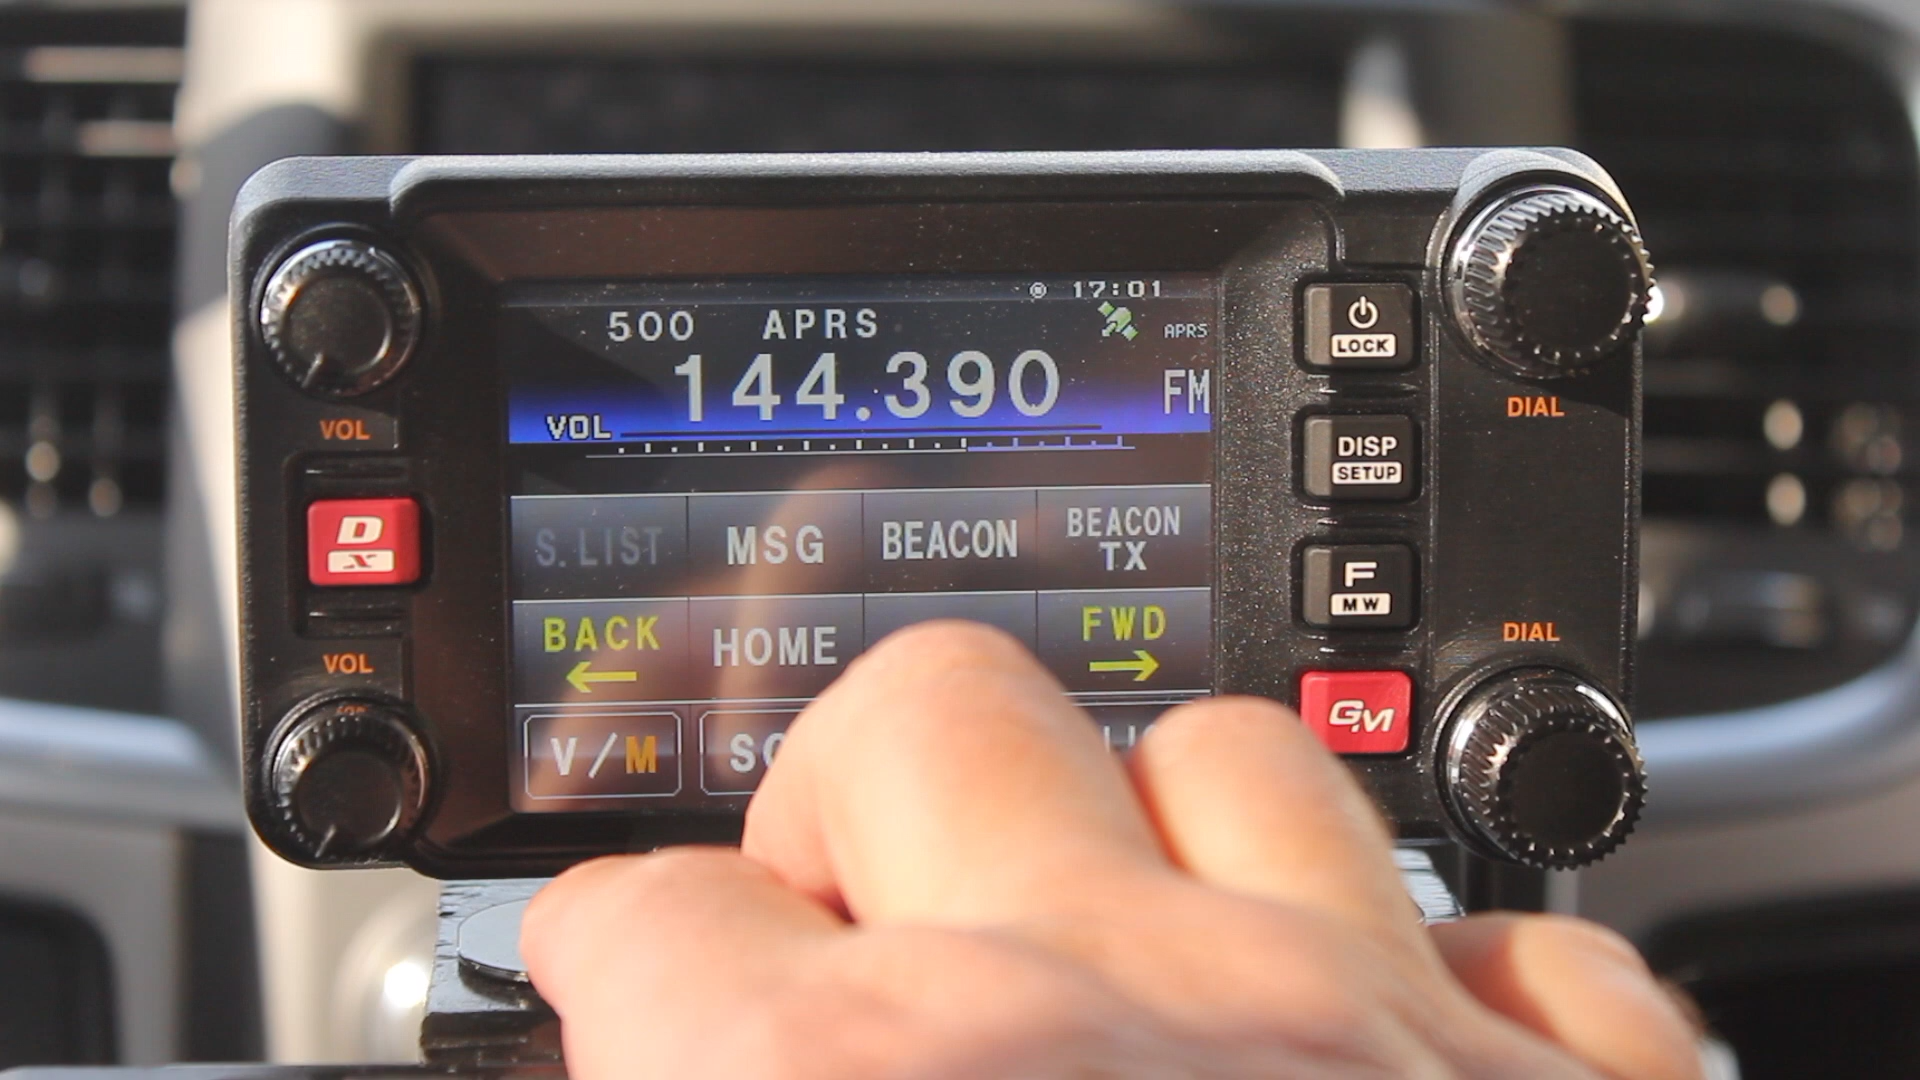 17:01
500 APRS
APRS
144.390 FM
VOL
S.LIST MSG BEACON BEACON TX
BACK HOME FWD
V/M
VOL
D X
VOL
LOCK
DISP
SETUP
F
MW
GM
DIAL
DIAL